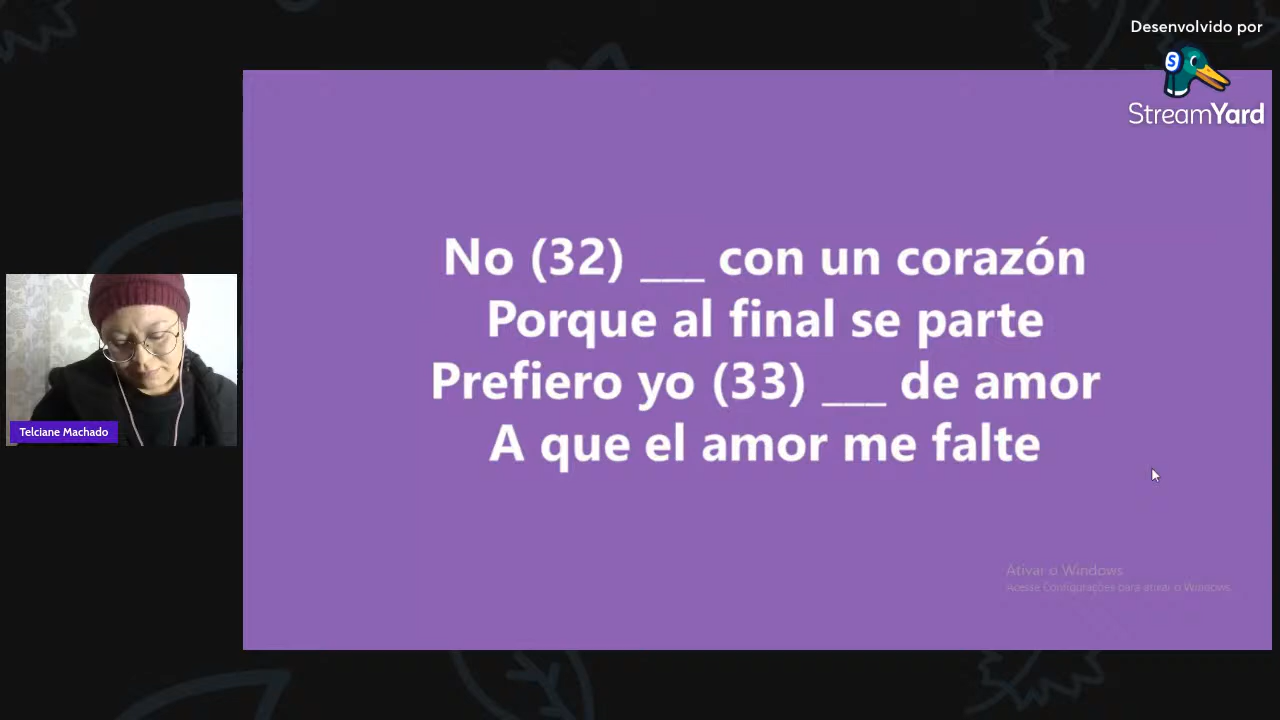 Desenvolvido por
StreamYard
No (32) ___ con un corazón
Porque al final se parte
Prefiero yo (33) ___ de amor
A que el amor me falte
Telciane Machado
Ativar o Windows
Acesse Configurações para ativar o Windows.